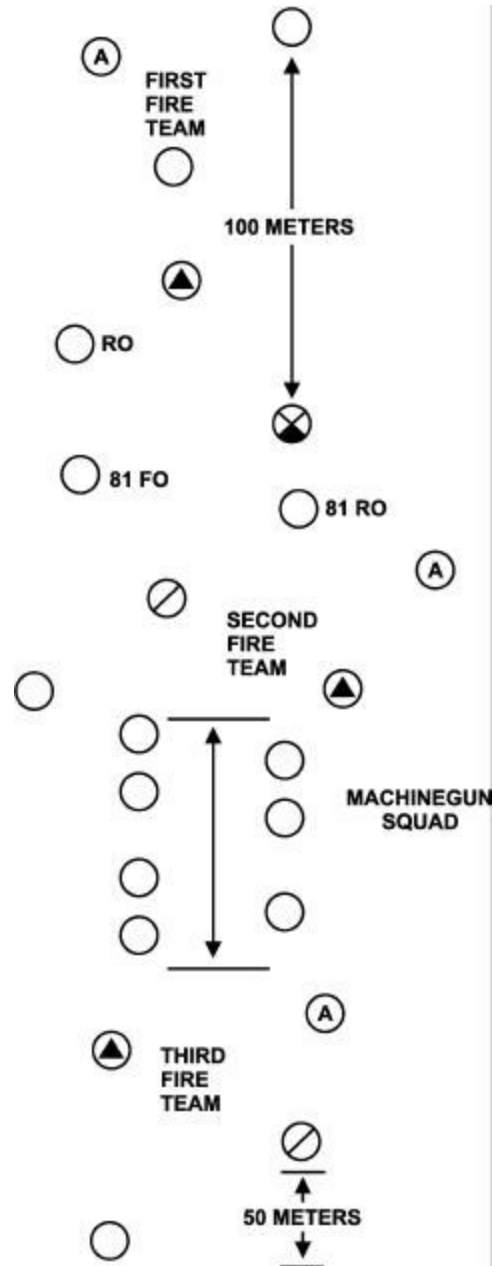 A
FIRST
FIRE
TEAM
100 METERS
RO
81 FO
81 RO
A
SECOND
FIRE
TEAM
MACHINEGUN
SQUAD
A
THIRD
FIRE
TEAM
50 METERS